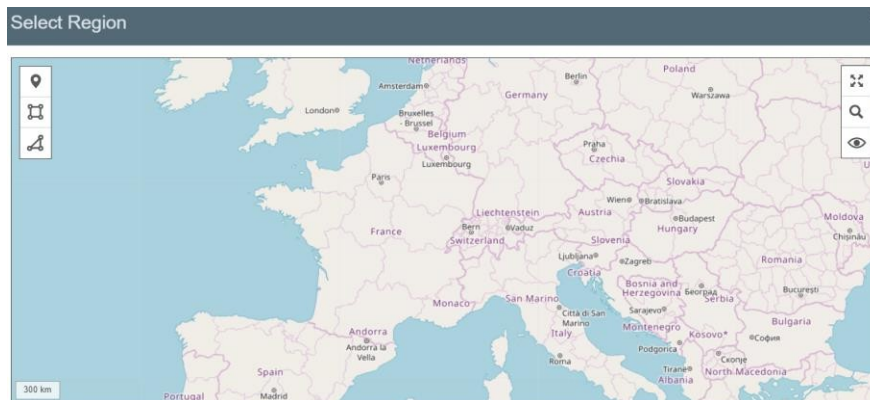 Select Region
Netherlands
Amsterdam
Berlin
Poland
Warszawa
Germany
London
Bruxelles
- Brussel
Belgium
Luxembourg
Luxembourg
Praha
Czechia
Paris
Slovakia
Liechtenstein
Wien
Bratislava
Austria
Budapest
Hungary
Moldova
Chișinău
France
Bern
Vaduz
Switzerland
Slovenia
Ljubljana
Zagreb
Croatia
Romania
București
Bosnia and
Herzegovina
Београд
Serbia
Monaco
San Marino
Città di San
Marino
Sarajevo
Italy
Montenegro
Kosovo*
Bulgaria
София
Andorra
Andorra la
Vella
Podgorica
Скопје
Roma
Tirane
Albania
North Macedonia
Spain
Madrid
Portugal
300 km